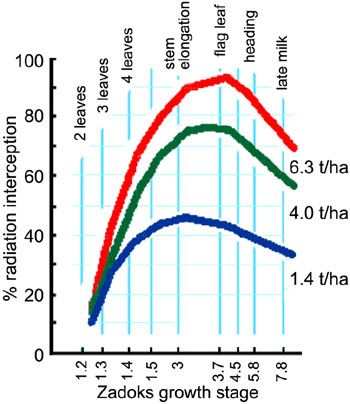 2 leaves
3 leaves
4 leaves
stem
elongation
flag leaf
heading
late milk
% radiation interception
100
80
60
40
20
0
6.3 t/ha
4.0 t/ha
1.4 t/ha
1.2
1.3
1.4
1.5
3
3.7
4.5
5.8
7.8
Zadoks growth stage